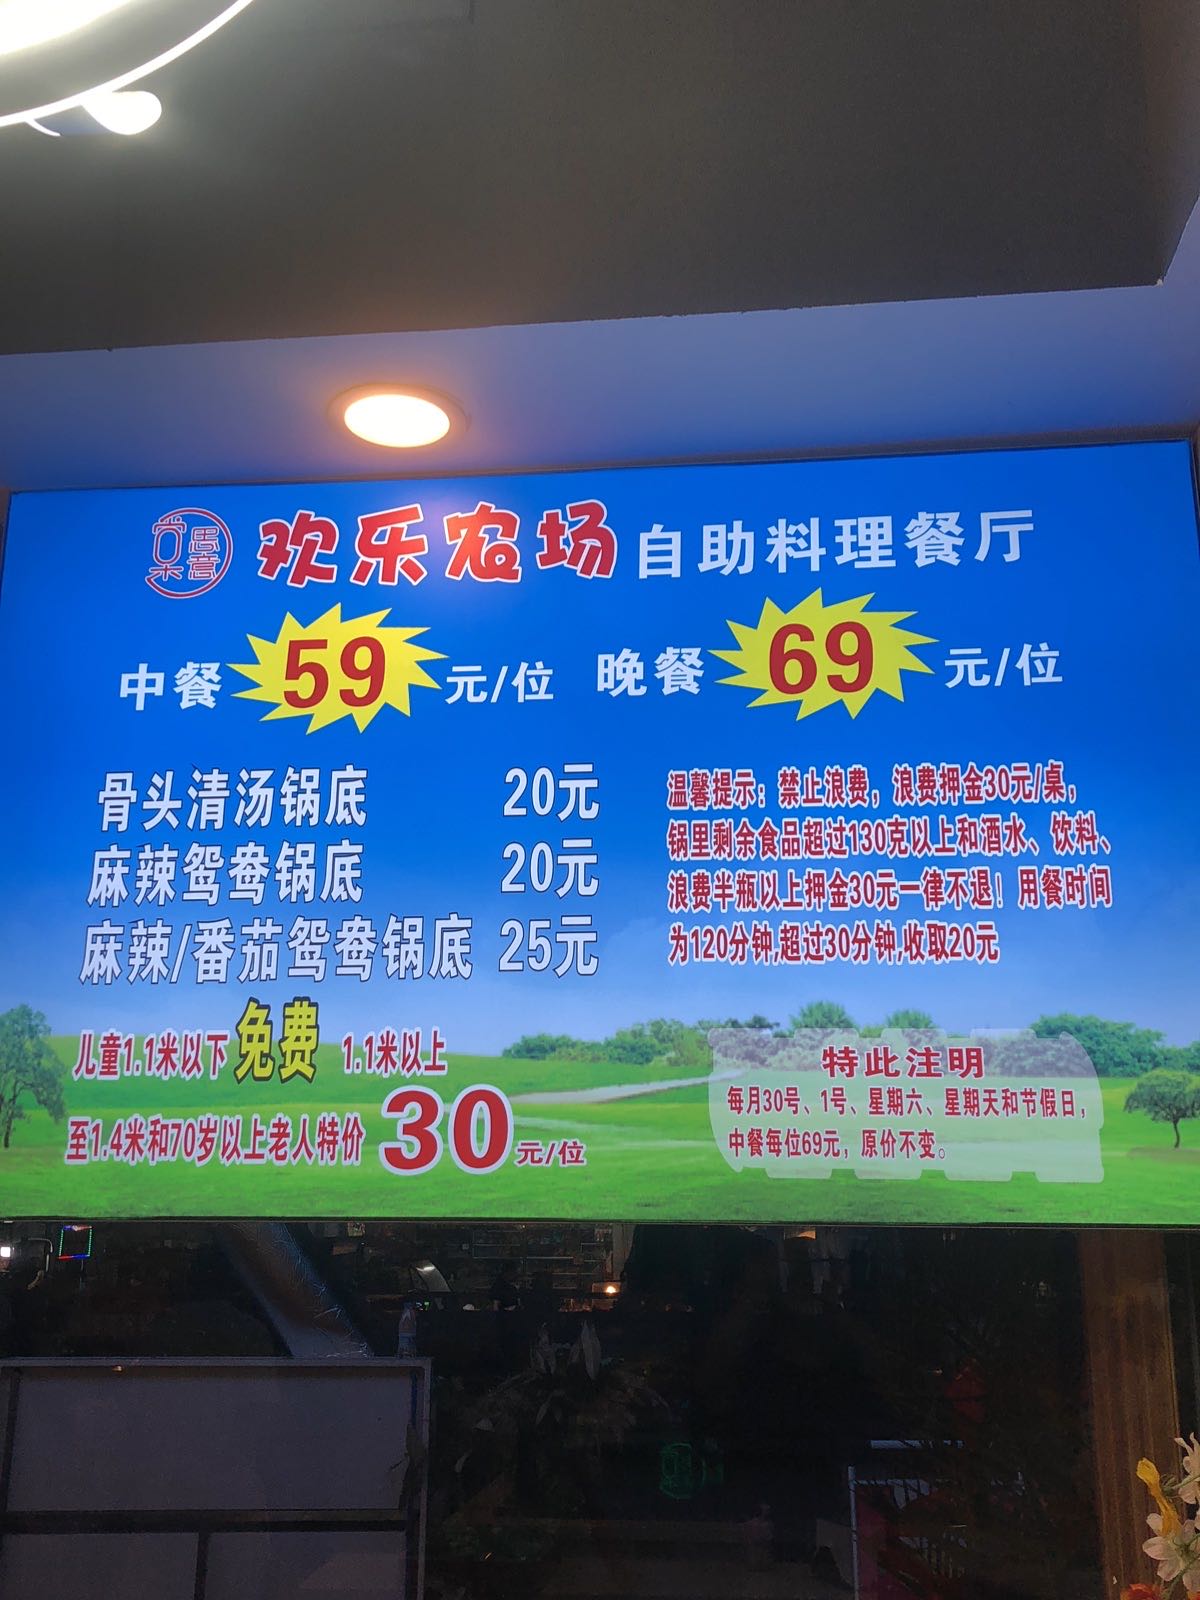 欢乐农场自助料理餐厅
中餐59元/位 晚餐69元/位
骨头清汤锅底 20元
麻辣鸳鸯锅底 20元
麻辣/番茄鸳鸯锅底 25元
儿童1.1米以下免费 1.1米以上
至1.4米和70岁以上老人特价30元/位
温馨提示：禁止浪费，浪费押金30元/桌，
锅里剩余食品超过130克以上和酒水、饮料、
浪费半瓶以上押金30元一律不退！用餐时间
为120分钟,超过30分钟,收取20元
特此注明
每月30号、1号、星期六、星期天和节假日，
中餐每位69元，原价不变。